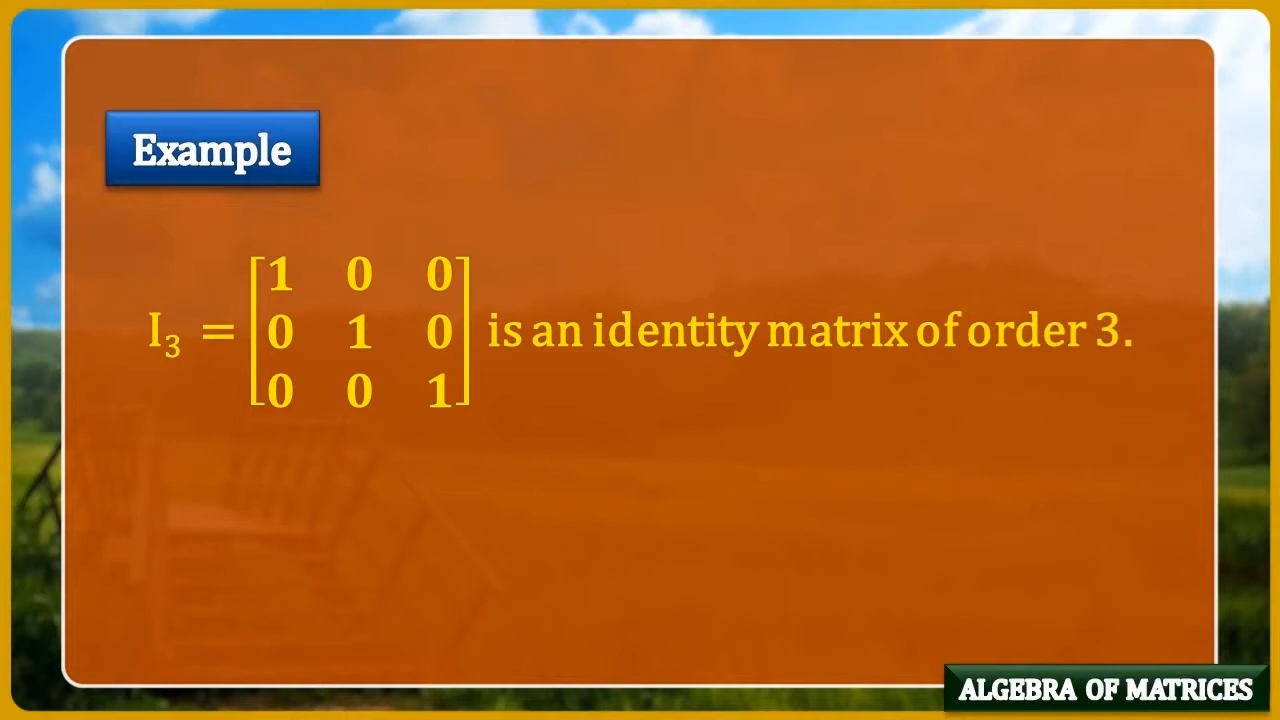 Example
I₃ = [1 0 0
0 1 0
0 0 1] is an identity matrix of order 3.
ALGEBRA OF MATRICES